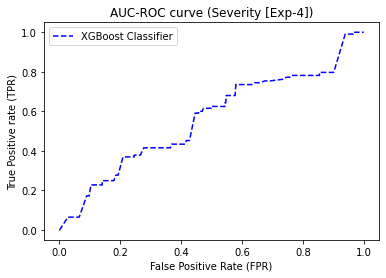 AUC-ROC curve (Severity [Exp-4])
XGBoost Classifier
True Positive rate (TPR)
1.0
0.8
0.6
0.4
0.2
0.0
0.0 0.2 0.4 0.6 0.8 1.0
False Positive Rate (FPR)